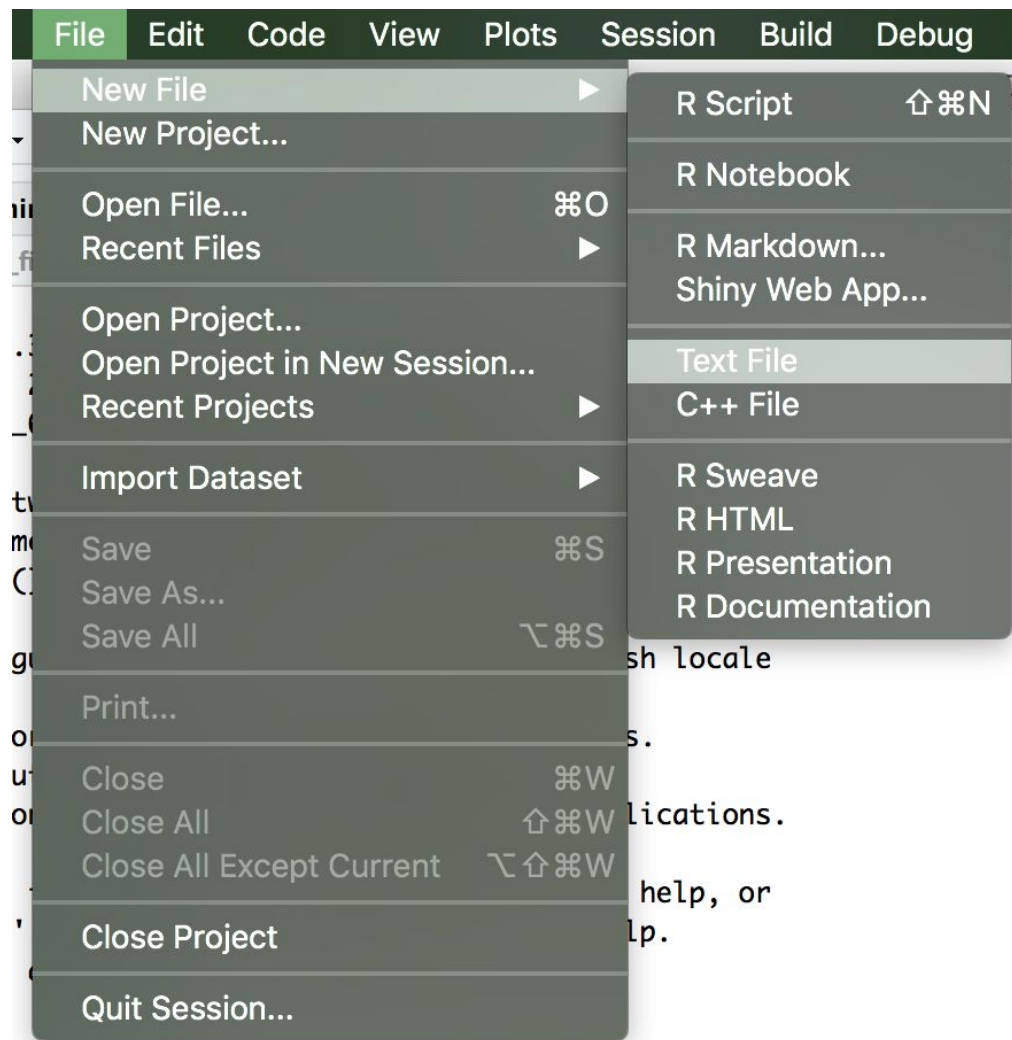 File Edit Code View Plots Session Build Debug
New File ▶
New Project...
Open File... ⌘O
Recent Files ▶
Open Project...
Open Project in New Session...
Recent Projects ▶
Import Dataset ▶
Save ⌘S
Save As...
Save All ⌥⌘S
Print...
Close ⌘W
Close All ⇧⌘W
Close All Except Current ⌥⇧⌘W
Close Project
Quit Session...
R Script ⇧⌘N
R Notebook
R Markdown...
Shiny Web App...
Text File
C++ File
R Sweave
R HTML
R Presentation
R Documentation
sh locale
s.
lications.
help, or
lp.